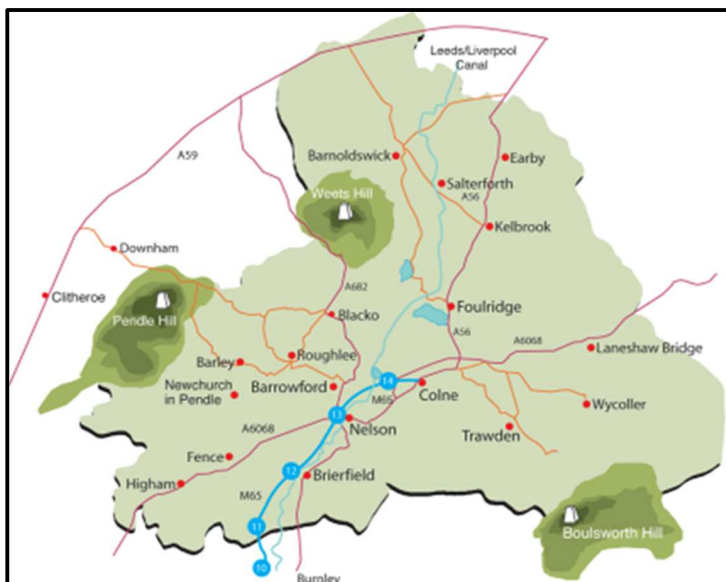 Leeds/Liverpool
Canal
A59
Barnoldswick
Earby
Salterforth
A56
Weets Hill
Kelbrook
Downham
A682
Clitheroe
Foulridge
Pendle Hill
Blacko
A56
A6068
Laneshaw Bridge
Roughlee
Barley
14
Newchurch
in Pendle
Barrowford
Colne
M65
Wycoller
13
Nelson
A6068
Trawden
Fence
12
Brierfield
Higham
M65
11
Boulsworth Hill
10
Burnley